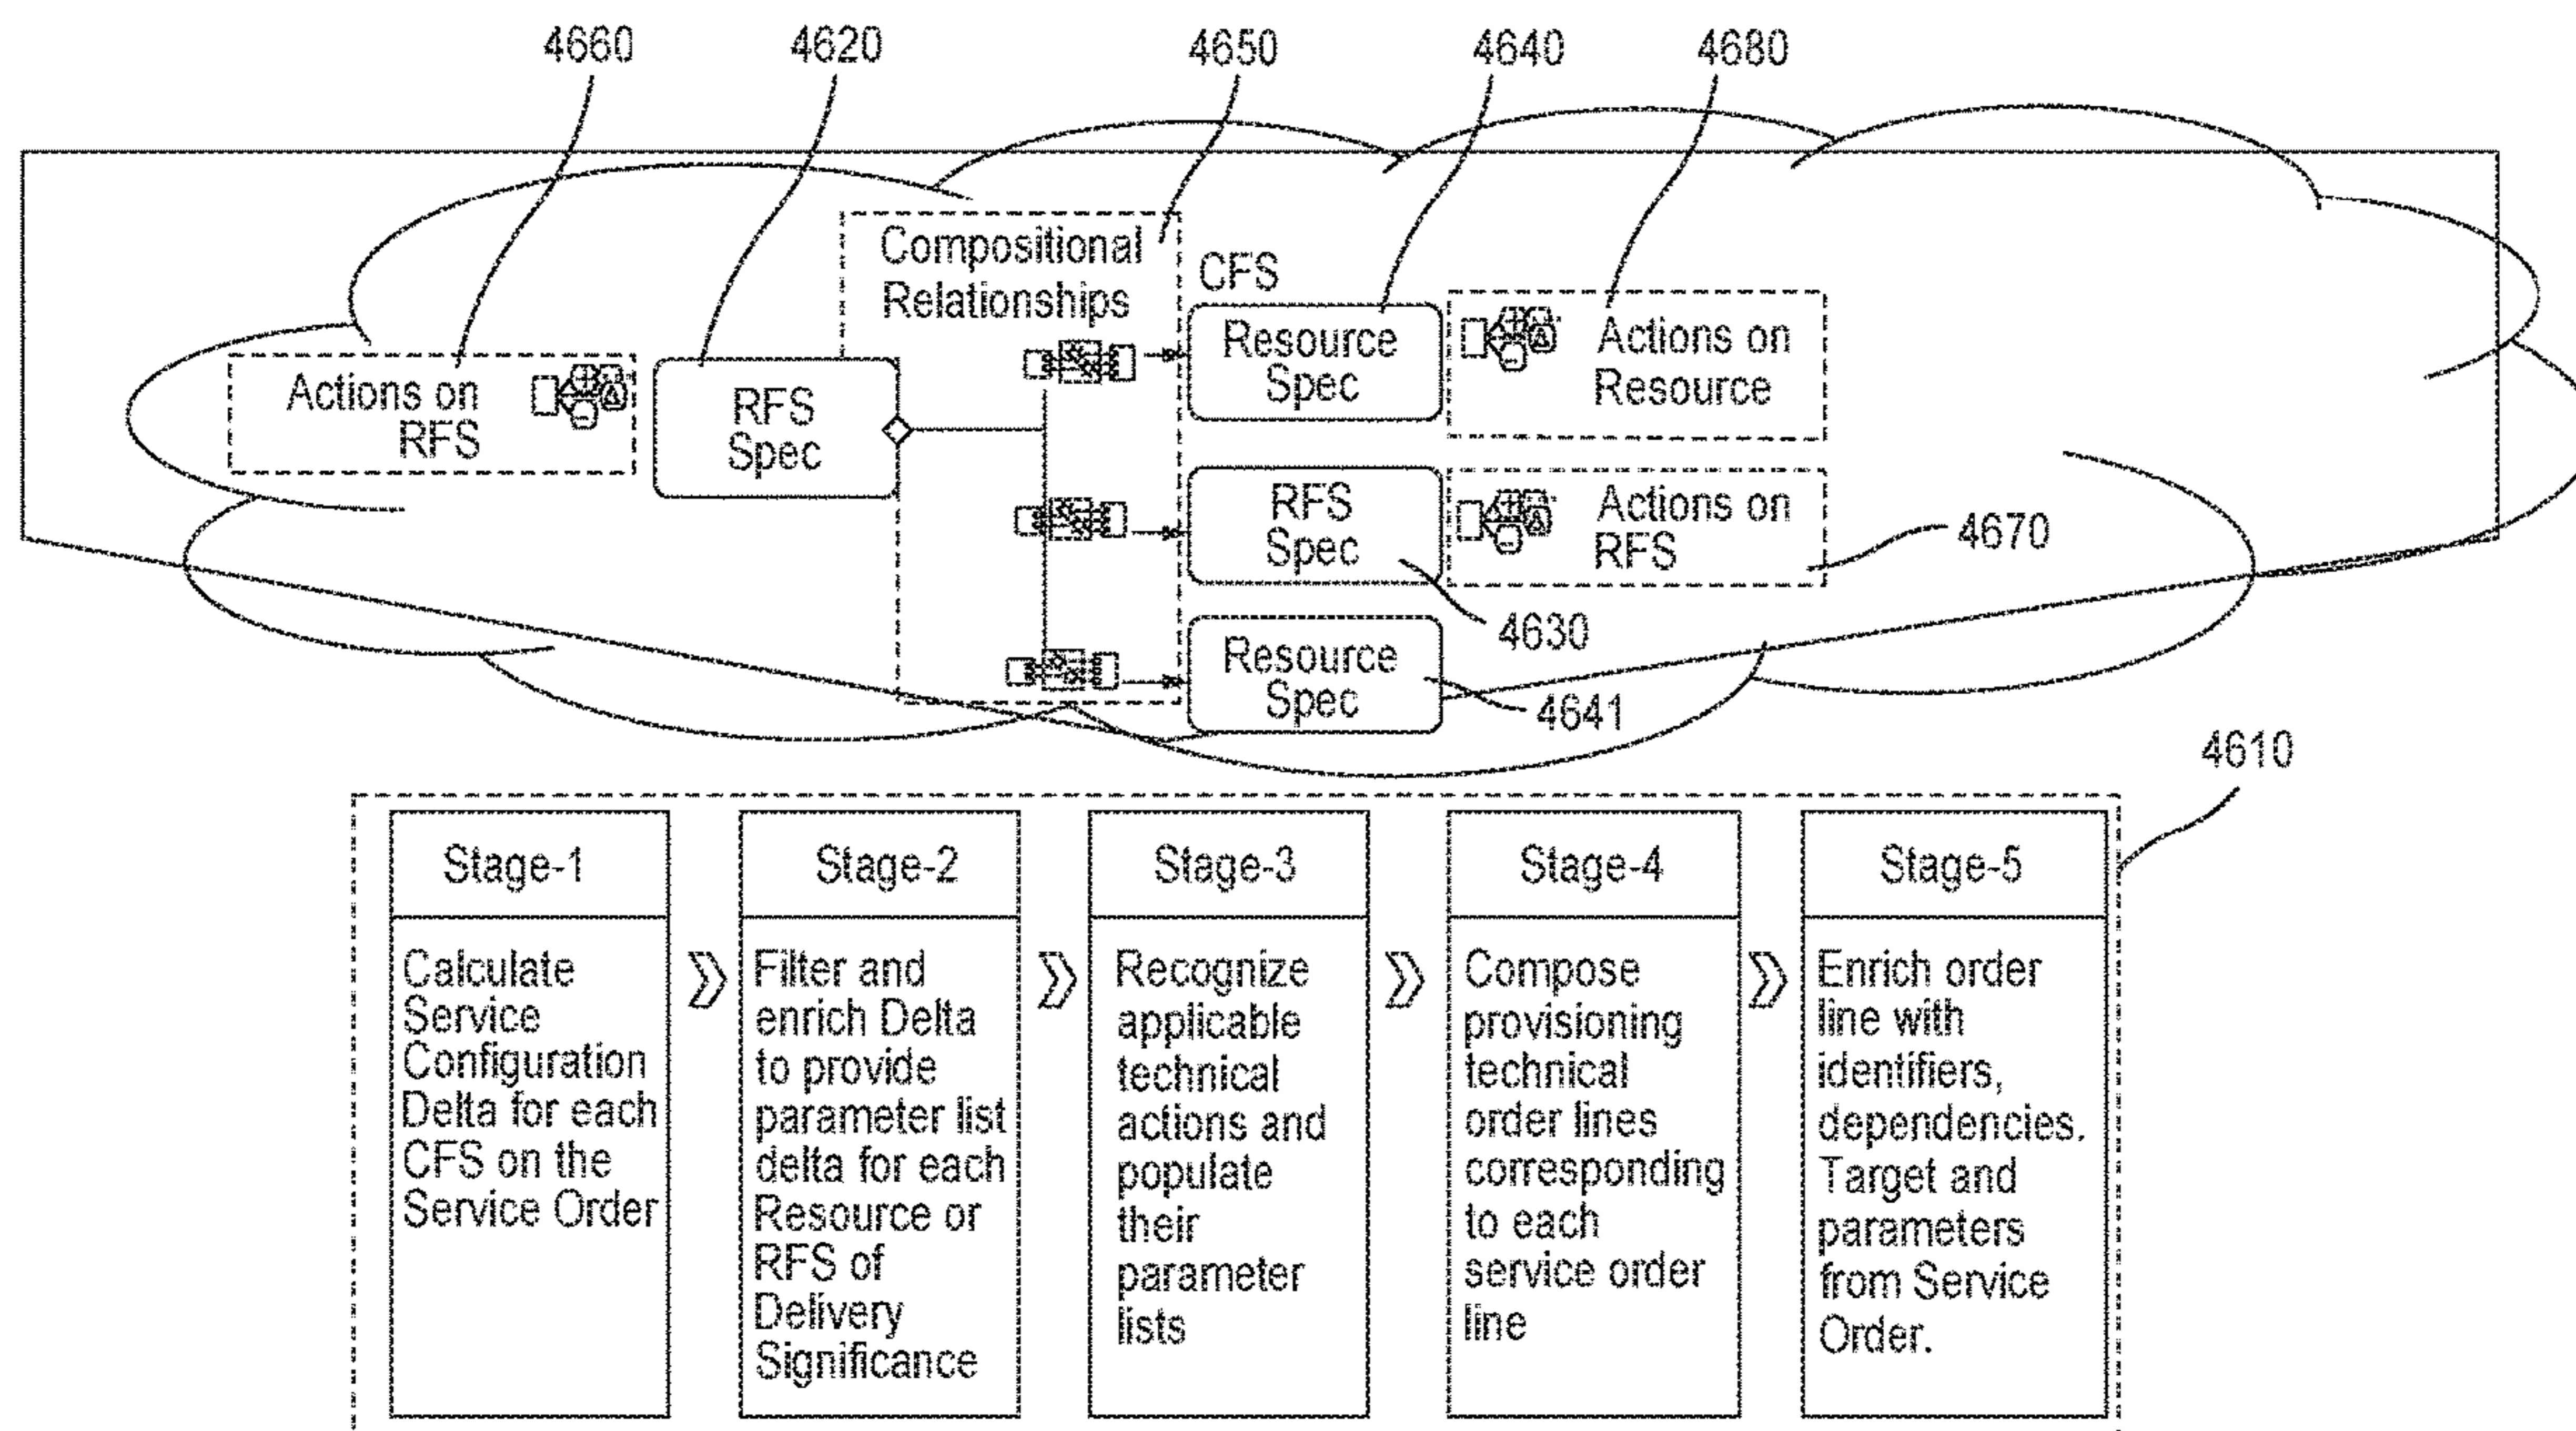 4660
4620
4650
4640
4680
Compositional
Relationships
CFS
Actions on
RFS
RFS
Spec
Resource
Spec
Actions on
Resource
RFS
Spec
Actions on
RFS
4670
4630
Resource
Spec
4641
4610
Stage-1
Calculate
Service
Configuration
Delta for each
CFS on the
Service Order
Stage-2
Filter and
enrich Delta
to provide
parameter list
delta for each
Resource or
RFS of
Delivery
Significance
Stage-3
Recognize
applicable
technical
actions and
populate
their
parameter
lists
Stage-4
Compose
provisioning
technical
order lines
corresponding
to each
service order
line
Stage-5
Enrich order
line with
identifiers,
dependencies.
Target and
parameters
from Service
Order.